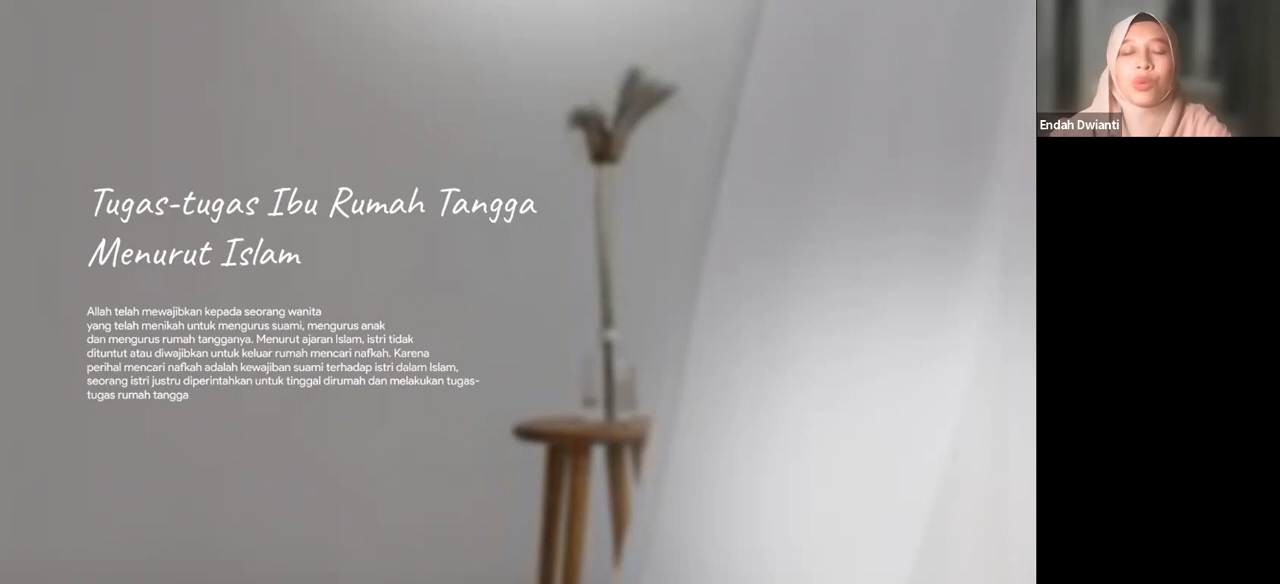 Tugas-tugas Ibu Rumah Tangga
Menurut Islam
Allah telah mewajibkan kepada seorang wanita
yang telah menikah untuk mengurus suami, mengurus anak
dan mengurus rumah tangganya. Menurut ajaran Islam, istri tidak
dituntut atau diwajibkan untuk keluar rumah mencari nafkah. Karena
perihal mencari nafkah adalah kewajiban suami terhadap istri dalam Islam,
seorang istri justru diperintahkan untuk tinggal dirumah dan melakukan tugas-
tugas rumah tangga
Endah Dwianti